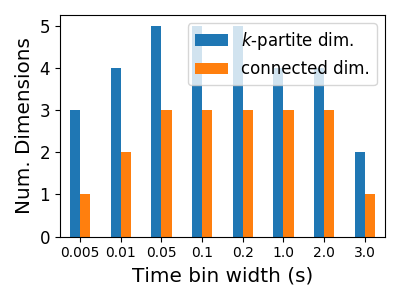 Num. Dimensions
5
4
3
2
1
0
k-partite dim.
connected dim.
0.005 0.01 0.05 0.1 0.2 1.0 2.0 3.0
Time bin width (s)